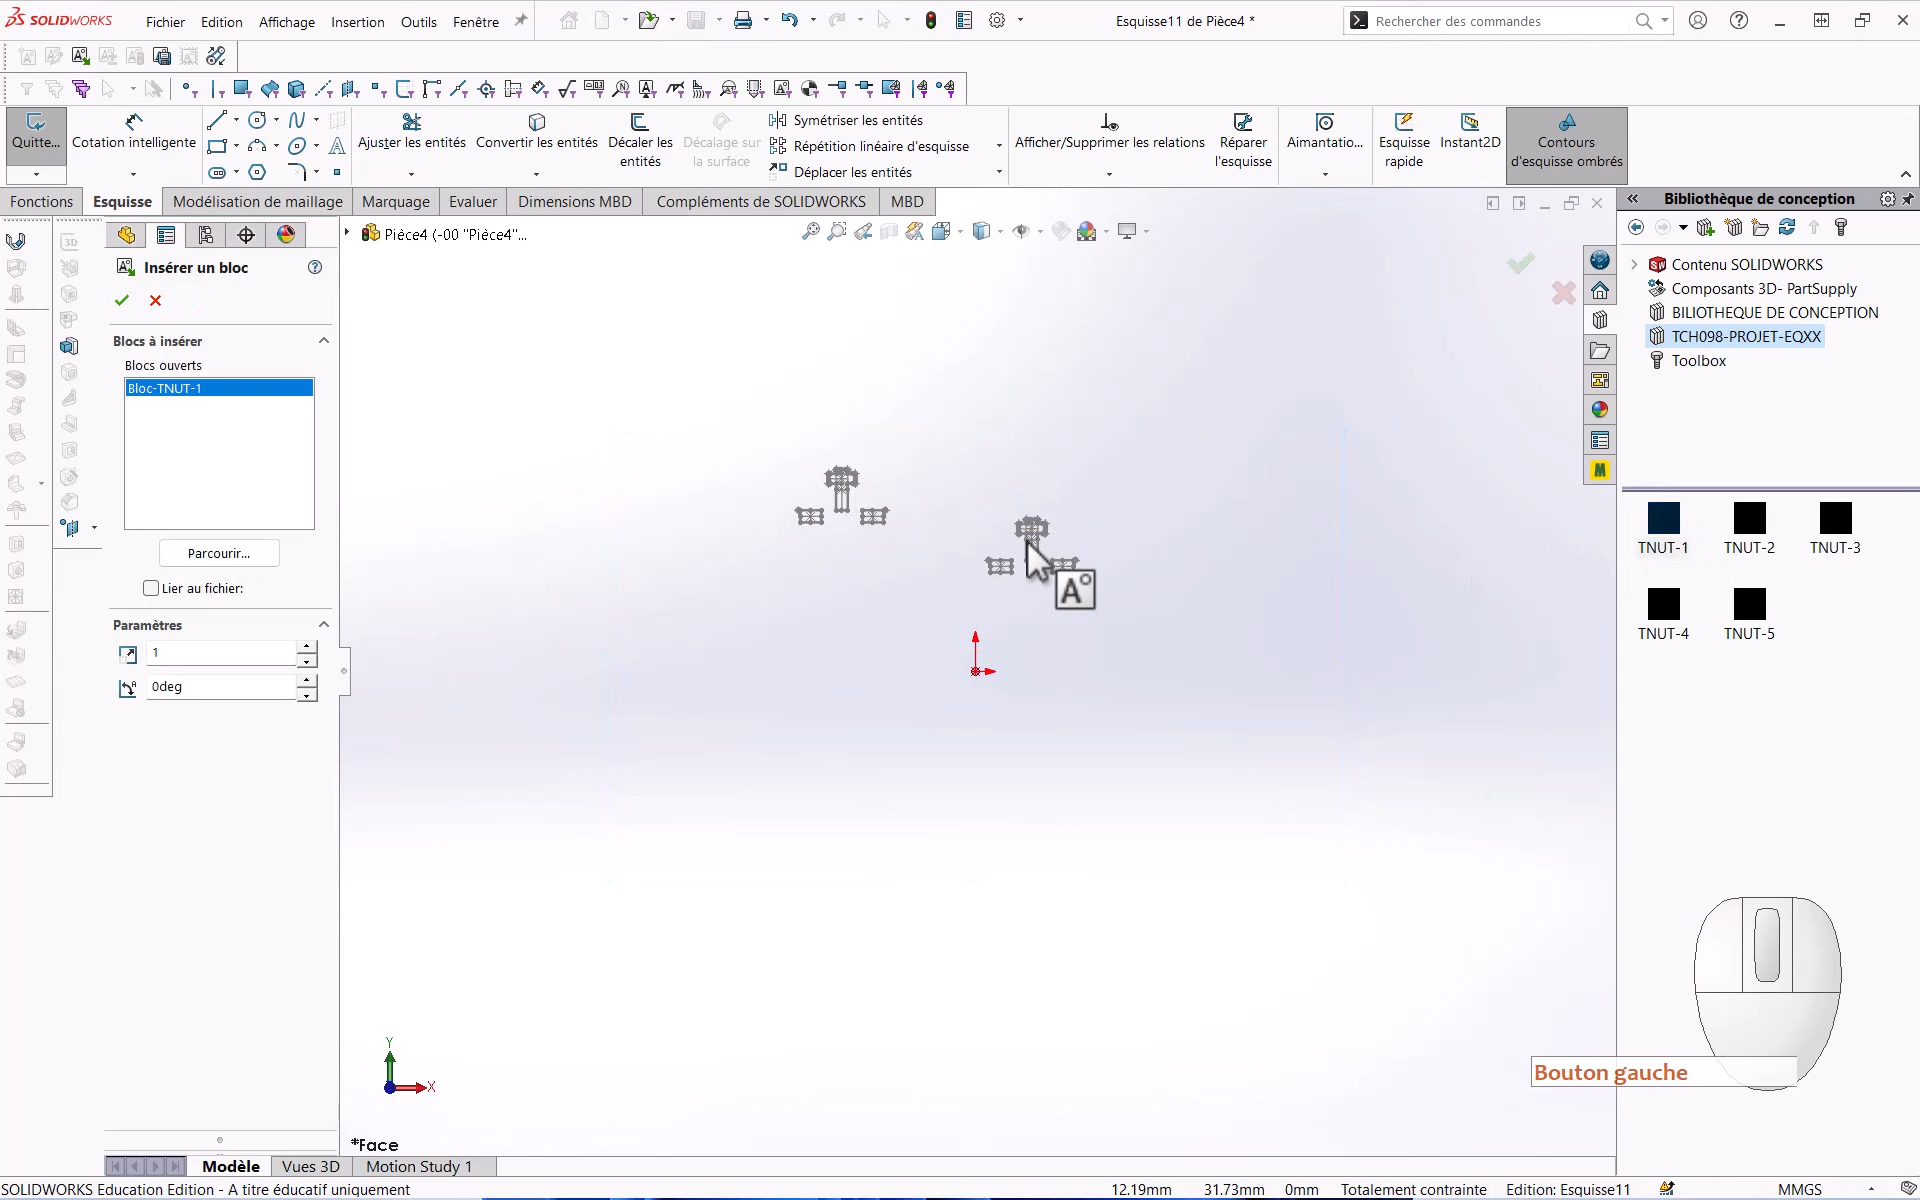 SOLIDWORKS
Fichier Edition Affichage Insertion Outils Fenêtre
Esquisse11 de Pièce4 *
Rechercher des commandes
Quitte...
Cotation intelligente
Ajuster les entités
Convertir les entités
Décaler les entités
Décalage sur la surface
Symétriser les entités
Répétition linéaire d'esquisse
Déplacer les entités
Afficher/Supprimer les relations
Réparer l'esquisse
Aimantatio...
Esquisse rapide
Instant2D
Contours d'esquisse ombrés
Fonctions Esquisse Modélisation de maillage Marquage Evaluer Dimensions MBD Compléments de SOLIDWORKS MBD
Insérer un bloc
Blocs à insérer
Blocs ouverts
Bloc-TNUT-1
Parcourir...
Lier au fichier:
Paramètres
1
0deg
Pièce4 (-00 "Pièce4"...
A
Y
X
*Face
Bibliothèque de conception
Contenu SOLIDWORKS
Composants 3D- PartSupply
BILIOTHEQUE DE CONCEPTION
TCH098-PROJET-EQXX
Toolbox
TNUT-1 TNUT-2 TNUT-3
TNUT-4 TNUT-5
Bouton gauche
Modèle Vues 3D Motion Study 1
SOLIDWORKS Education Edition - A titre éducatif uniquement
12.19mm 31.73mm 0mm Totalement contrainte Edition: Esquisse11 MMGS